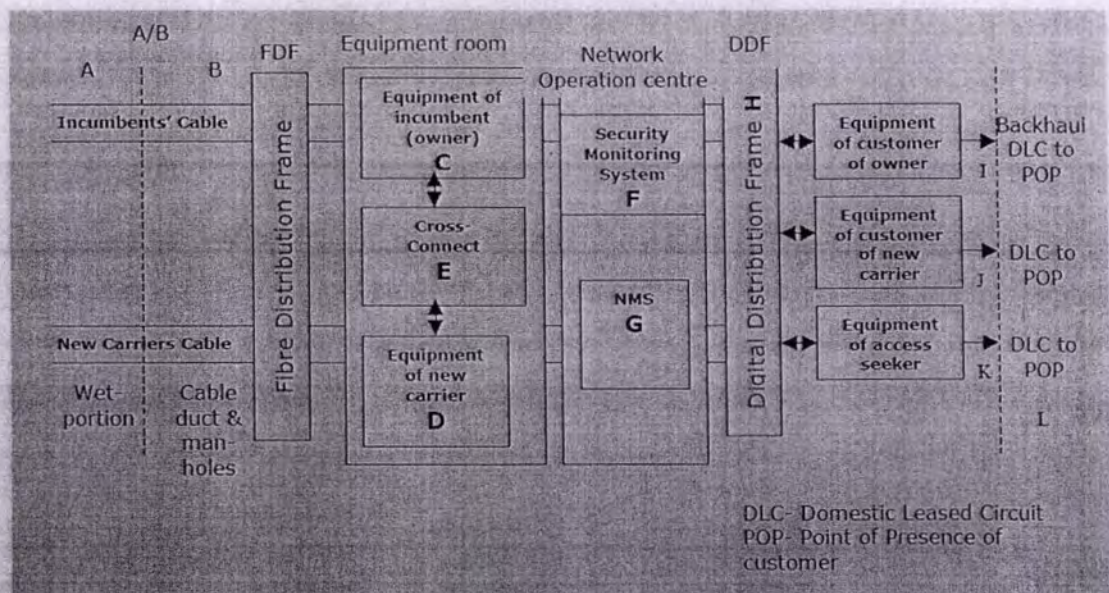 A/B
A
B
FDF
Equipment room
Network
Operation centre
DDF
Incumbents' Cable
New Carriers Cable
Wet-
portion
Cable
duct &
man-
holes
Fibre Distribution Frame
Equipment of
incumbent
(owner)
C
Cross-
Connect
E
Equipment
of new
carrier
D
Security
Monitoring
System
F
NMS
G
Digital Distribution Frame H
Equipment
of customer
of owner
I
Backhaul
DLC to
POP
Equipment
of customer
of new
carrier
J
DLC to
POP
Equipment
of access
seeker
K
DLC to
POP
L
DLC- Domestic Leased Circuit
POP- Point of Presence of
customer